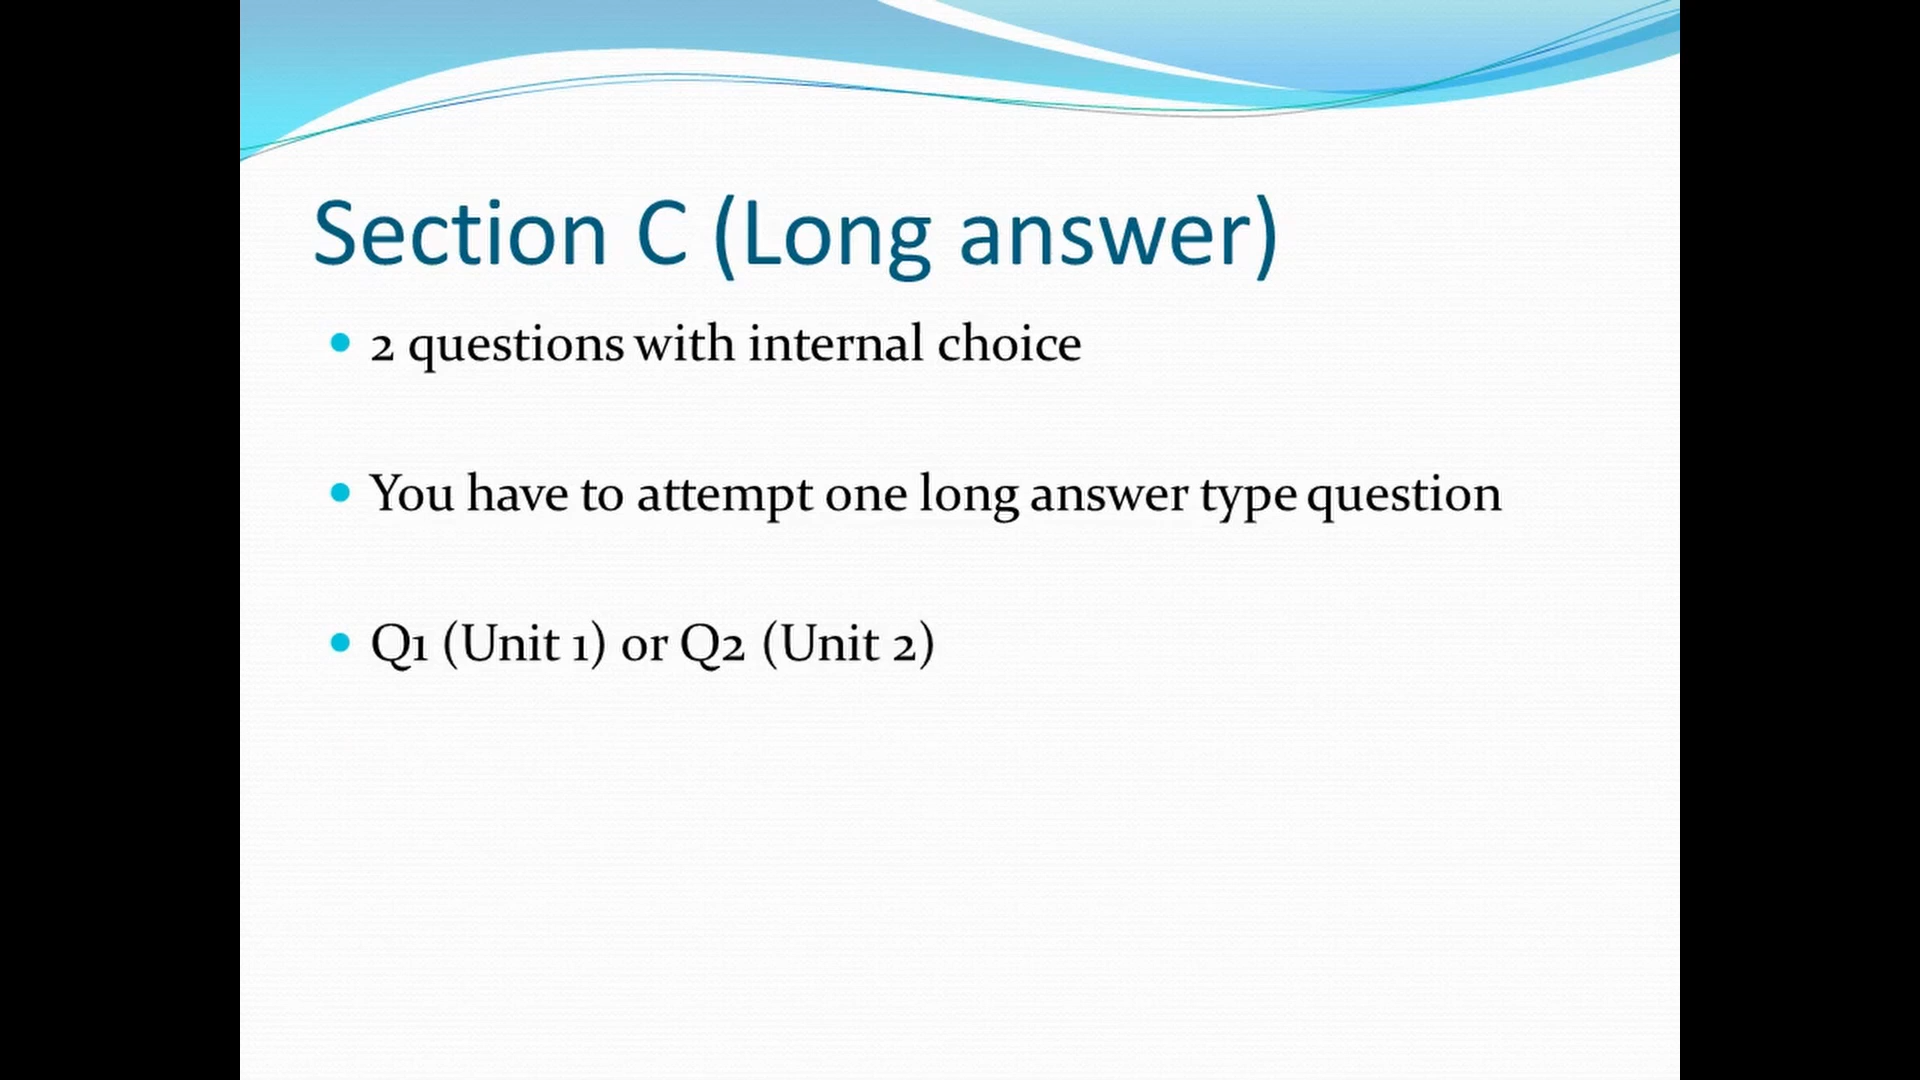 Section C (Long answer)
2 questions with internal choice
You have to attempt one long answer type question
Q1 (Unit 1) or Q2 (Unit 2)